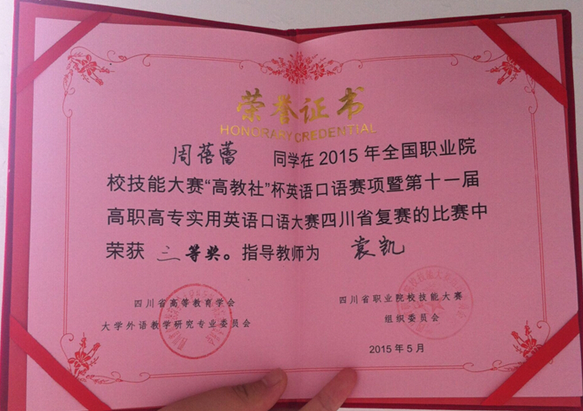 荣誉证书
HONORARY CREDENTIAL
周蓓蕾 同学在2015年全国职业院
校技能大赛“高教社”杯英语口语赛项暨第十一届
高职高专实用英语口语大赛四川省复赛的比赛中
荣获 三等奖。指导教师为 袁凯
四川省高等教育学会
大学外语教学研究专业委员会
四川省职业院校技能大赛
组织委员会
2015年5月